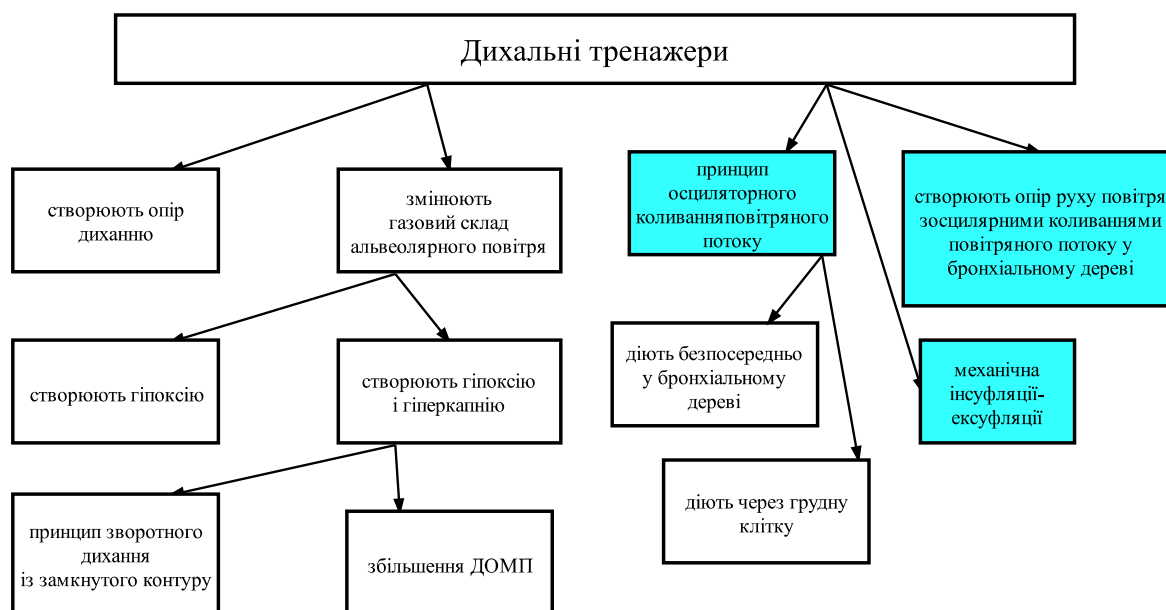 Дихальні тренажери
створюють опір
диханню
змінюють
газовий склад
альвеолярного повітря
принцип
осциляторного
коливанняповітряного
потоку
створюють опір руху повітря
зосцилярними коливаннями
повітряного потоку у
бронхіальному дереві
створюють гіпоксію
створюють гіпоксію
і гіперкапнію
діють безпосередньо
у бронхіальному
дереві
механічна
інсуфляції-
ексуфляції
принцип зворотного
дихання
із замкнутого контуру
збільшення ДОМП
діють через грудну
клітку